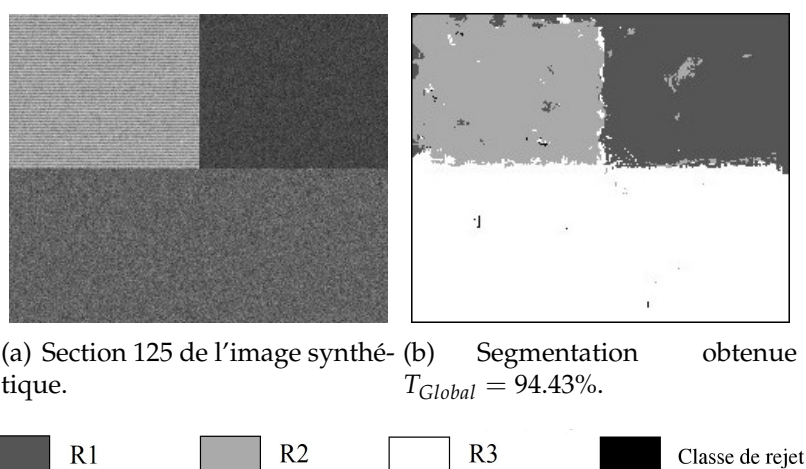 (a) Section 125 de l'image synthé-
tique.
(b) Segmentation obtenue
T_Global = 94.43%.
R1 R2 R3 Classe de rejet